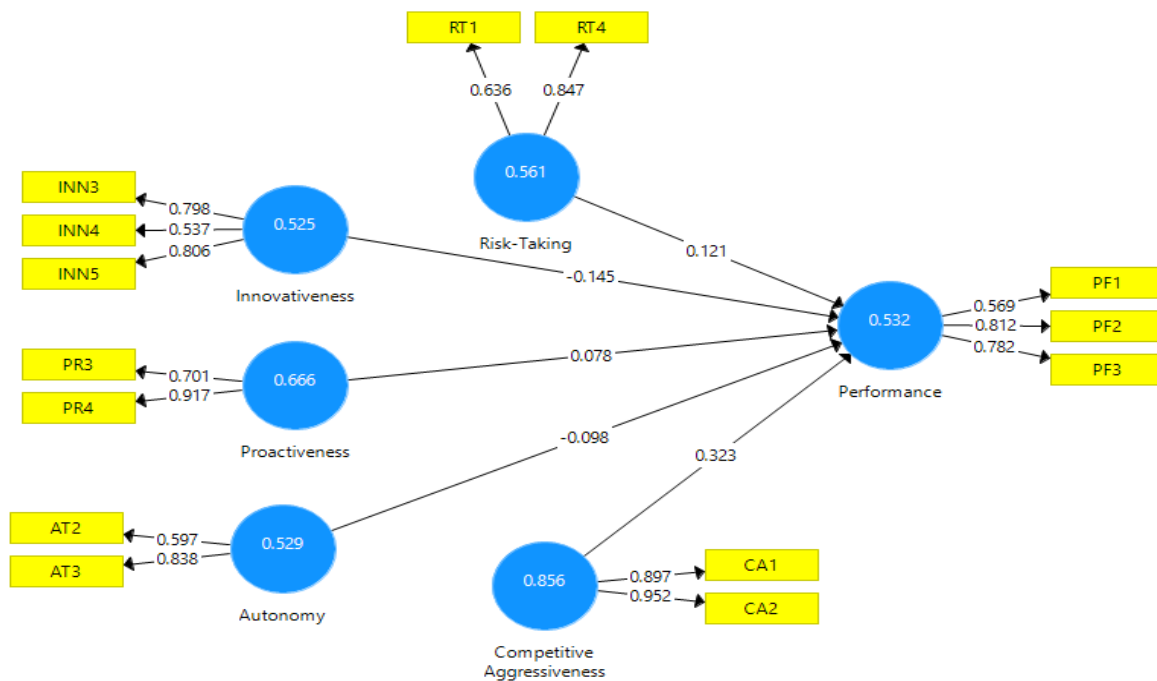 RT1
RT4
0.636
0.847
0.561
Risk-Taking
INN3
INN4
INN5
0.798
0.537
0.806
0.525
Innovativeness
0.121
-0.145
PR3
PR4
0.701
0.917
0.666
Proactiveness
0.078
-0.098
0.323
0.532
Performance
0.569
0.812
0.782
PF1
PF2
PF3
AT2
AT3
0.597
0.838
0.529
Autonomy
0.856
Competitive
Aggressiveness
0.897
0.952
CA1
CA2